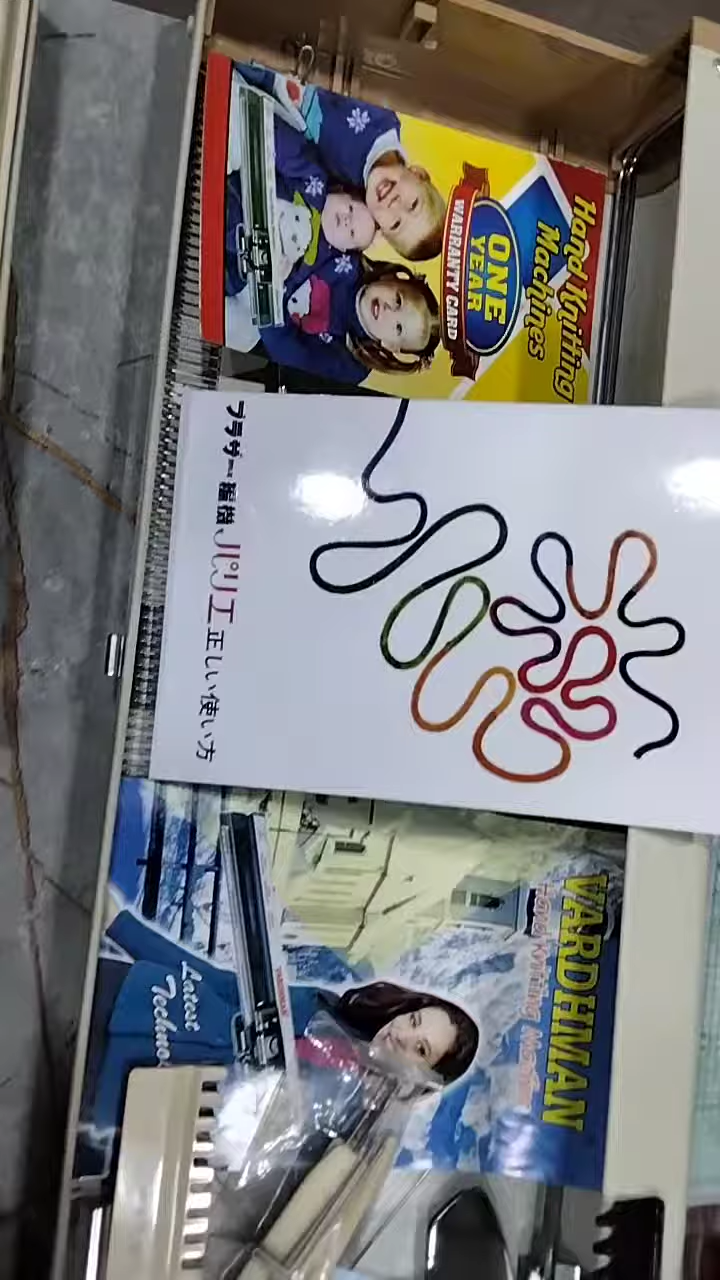 Hand Knitting
Machines
ONE
YEAR
WARRANTY CARD
ブラザー編機 パリエ 正しい使い方
VARDHMAN
Hand Knitting Machine
Latest
Techno